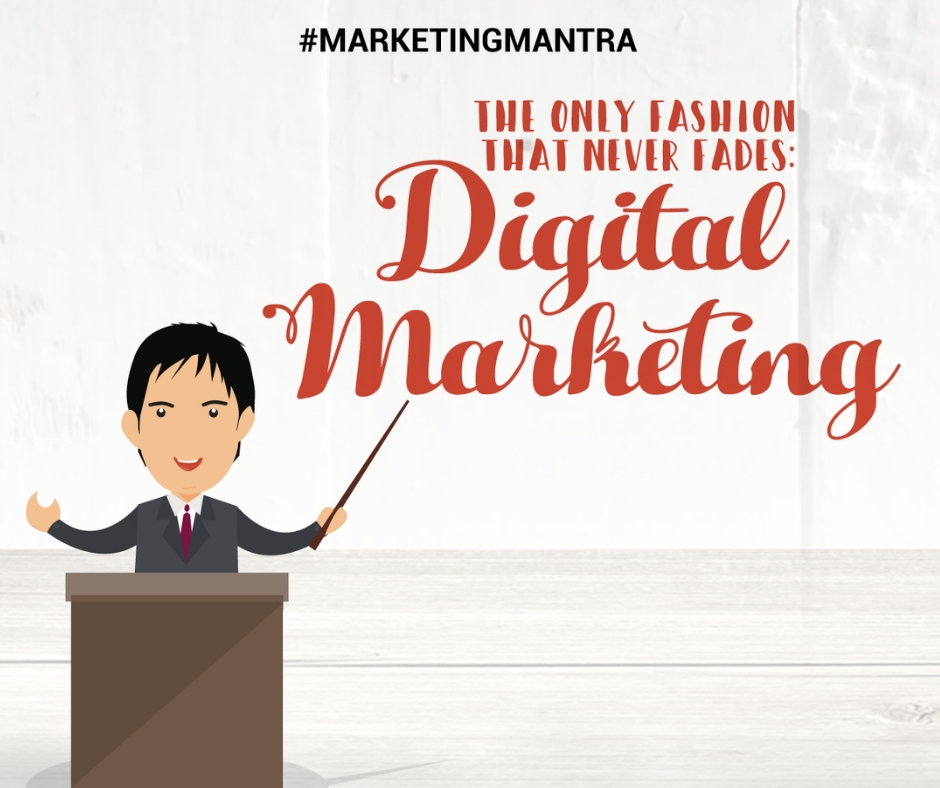 #MARKETINGMANTRA
THE ONLY FASHION
THAT NEVER FADES:
Digital
Marketing